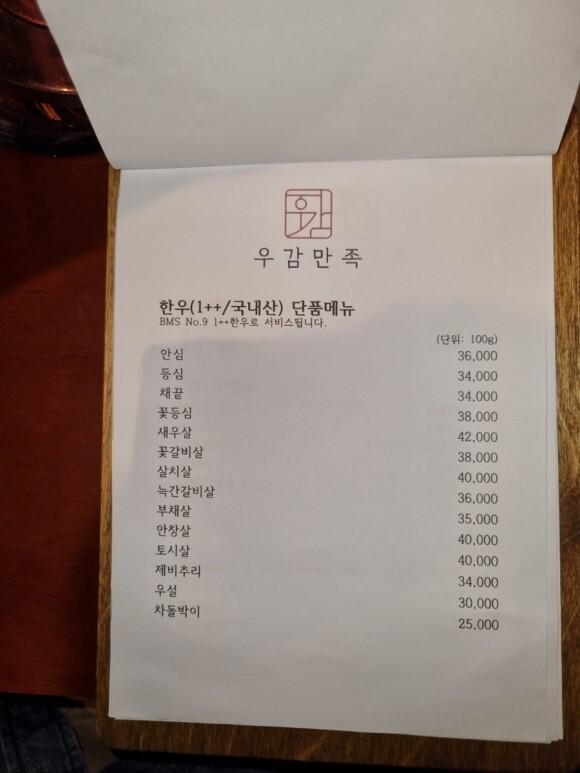 우감
우감만족
한우(1++/국내산) 단품메뉴
BMS No.9 1++한우로 서비스됩니다.
(단위: 100g)
안심 36,000
등심 34,000
채끝 34,000
꽃등심 38,000
새우살 42,000
꽃갈비살 38,000
살치살 40,000
늑간갈비살 36,000
부채살 35,000
안창살 40,000
토시살 40,000
제비추리 34,000
우설 30,000
차돌박이 25,000